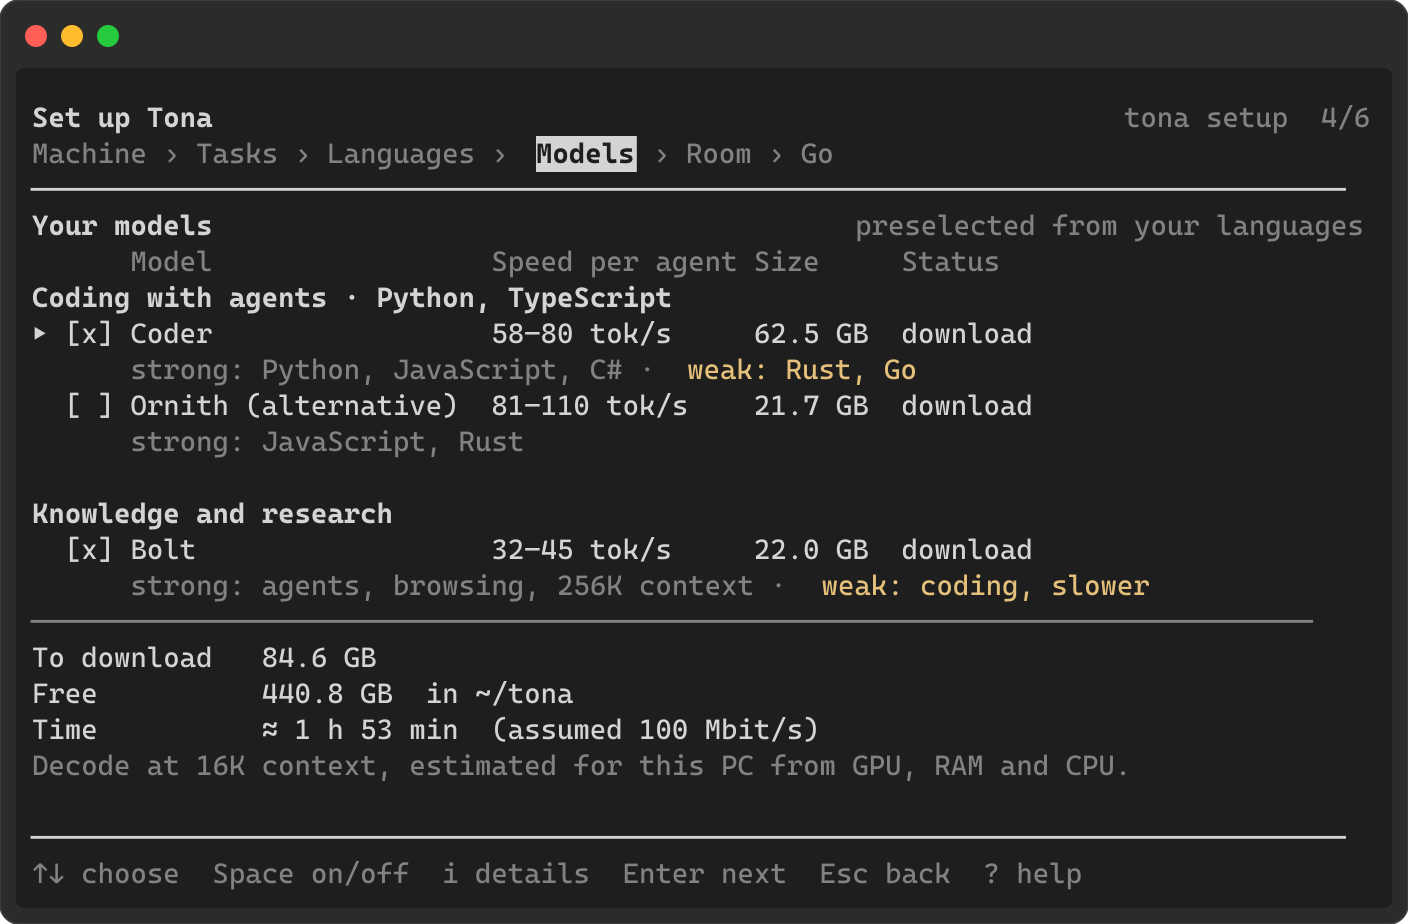 Set up Tona tona setup 4/6
Machine › Tasks › Languages › Models › Room › Go
Your models preselected from your languages
Model Speed per agent Size Status
Coding with agents · Python, TypeScript
▸ [x] Coder 58–80 tok/s 62.5 GB download
strong: Python, JavaScript, C# · weak: Rust, Go
[ ] Ornith (alternative) 81–110 tok/s 21.7 GB download
strong: JavaScript, Rust
Knowledge and research
[x] Bolt 32–45 tok/s 22.0 GB download
strong: agents, browsing, 256K context · weak: coding, slower
To download 84.6 GB
Free 440.8 GB in ~/tona
Time ≈ 1 h 53 min (assumed 100 Mbit/s)
Decode at 16K context, estimated for this PC from GPU, RAM and CPU.
↑↓ choose Space on/off i details Enter next Esc back ? help